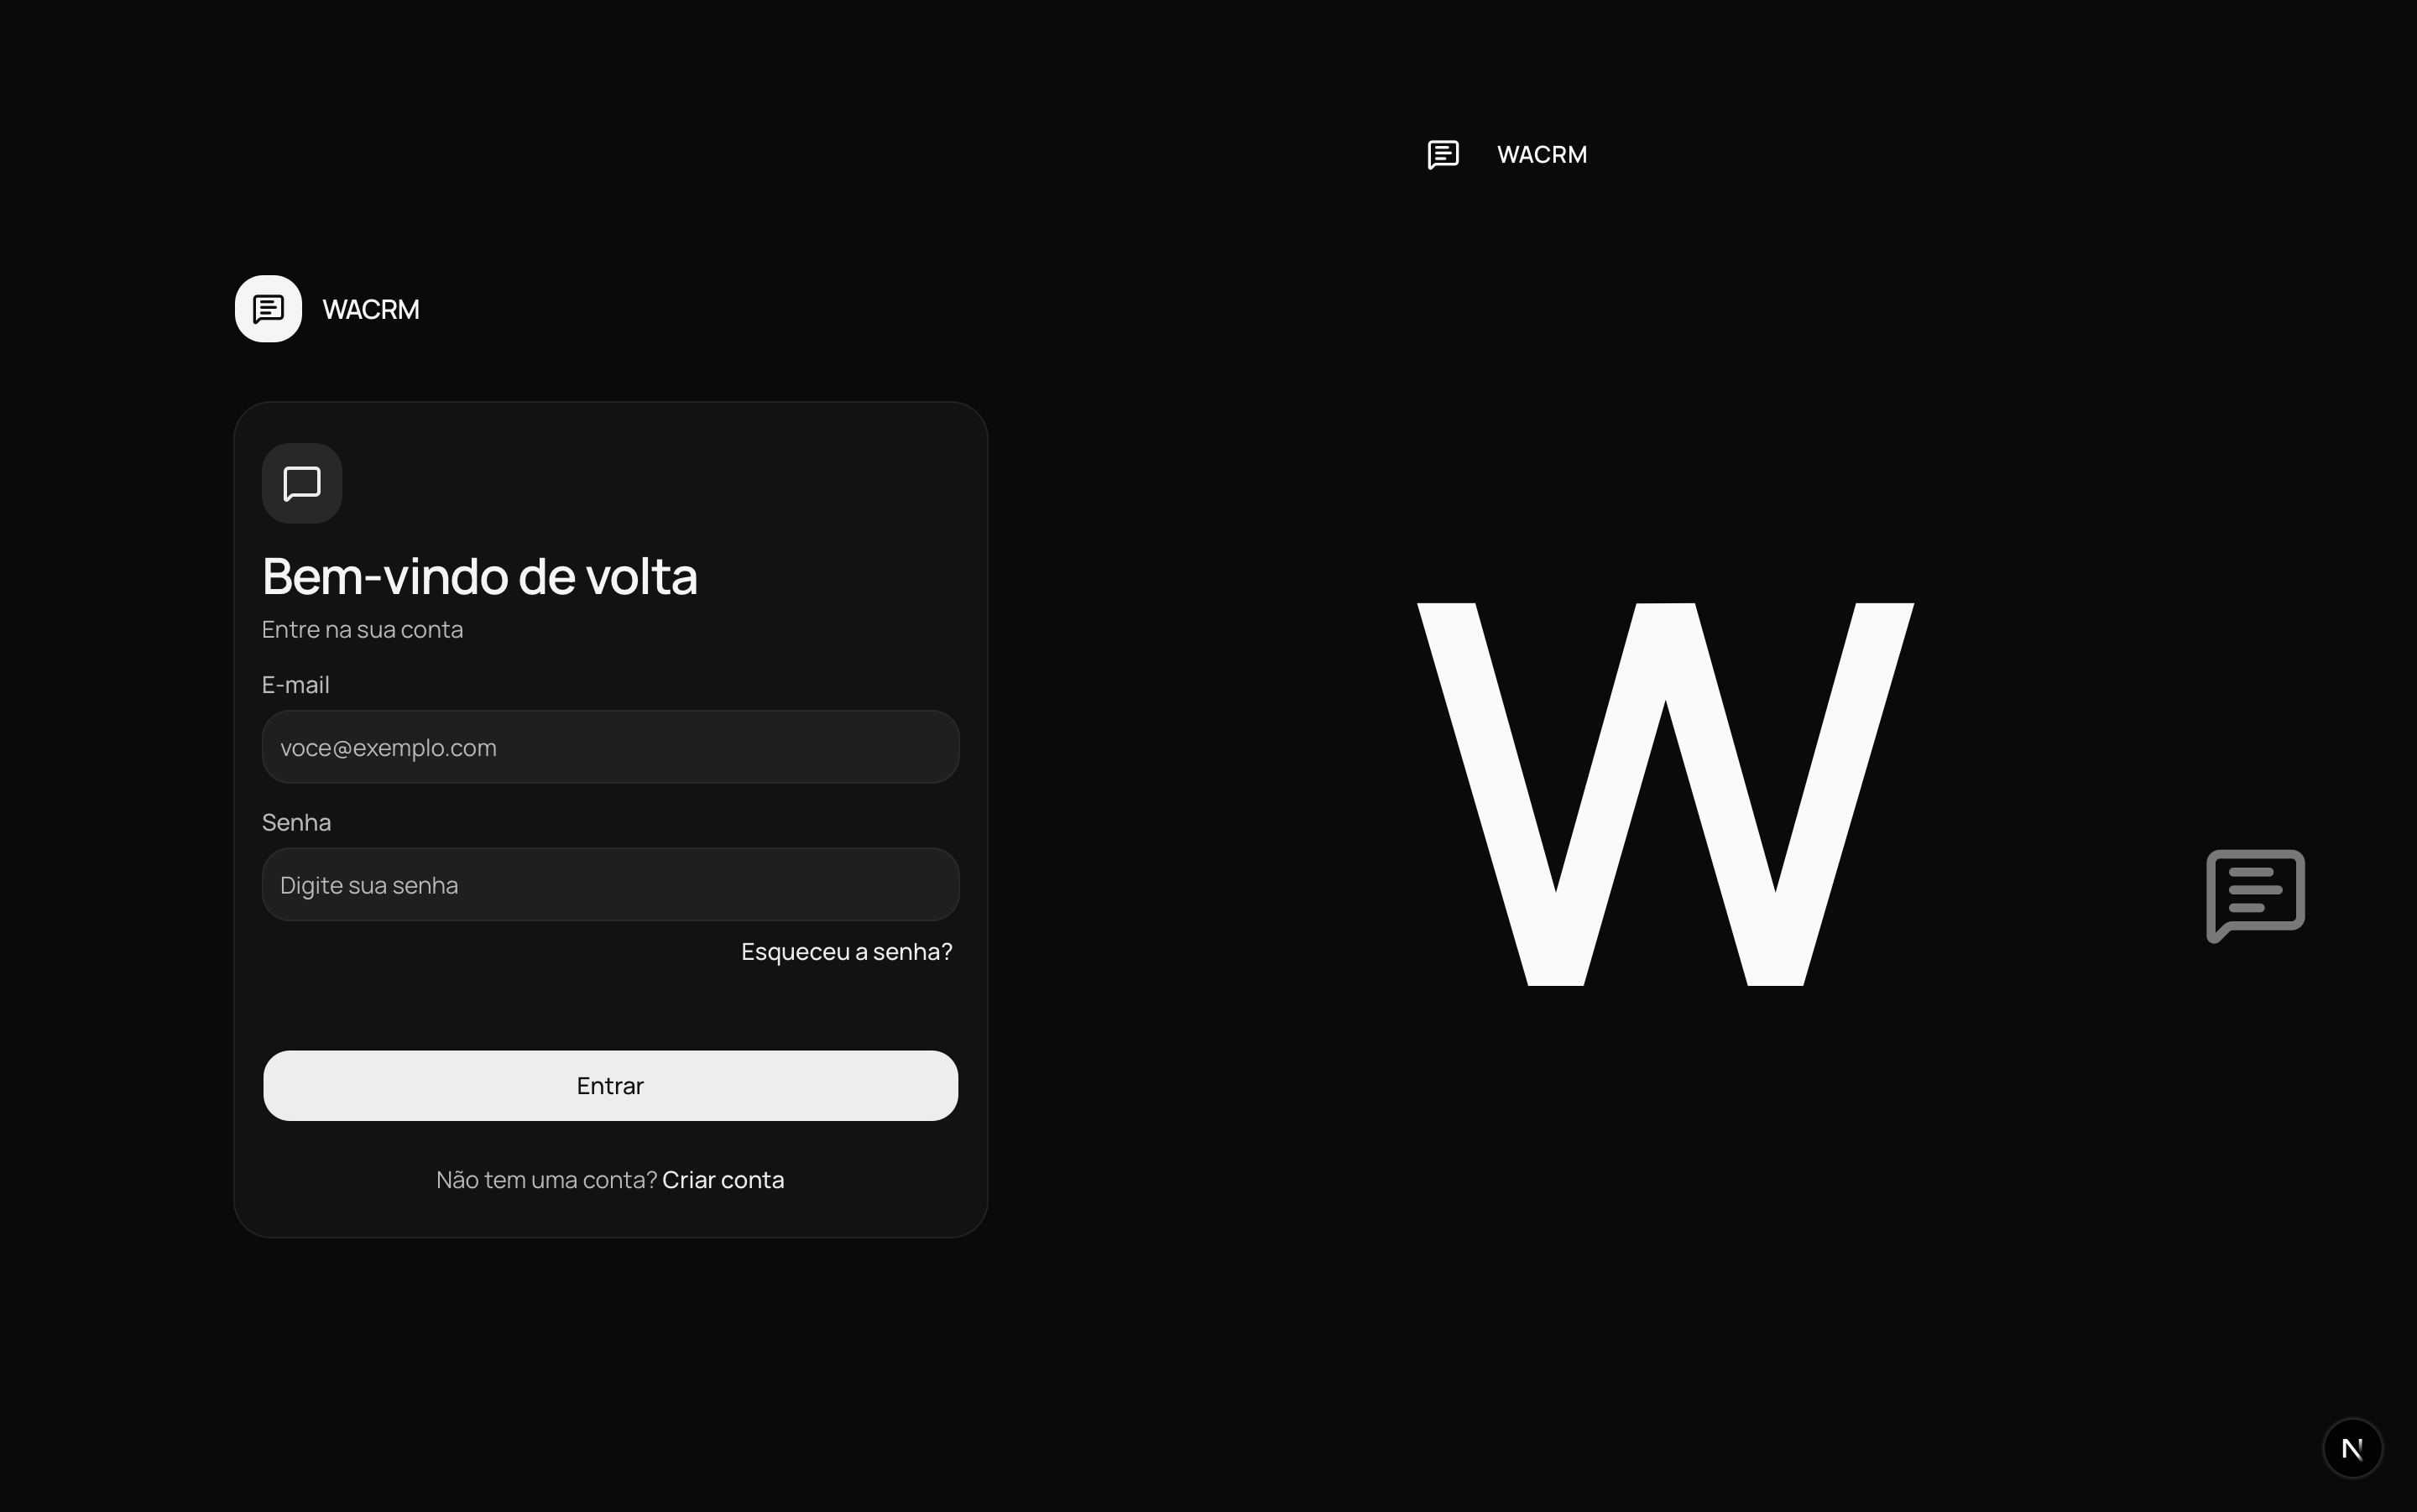 WACRM
WACRM
Bem-vindo de volta
Entre na sua conta
E-mail
voce@exemplo.com
Senha
Digite sua senha
Esqueceu a senha?
Entrar
Não tem uma conta? Criar conta
W
N